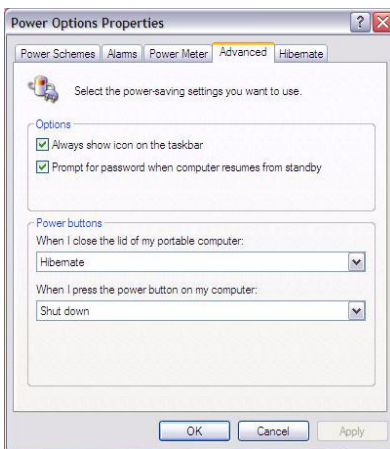 Power Options Properties
Power Schemes Alarms Power Meter Advanced Hibernate
Select the power-saving settings you want to use.
Options
Always show icon on the taskbar
Prompt for password when computer resumes from standby
Power buttons
When I close the lid of my portable computer:
Hibernate
When I press the power button on my computer:
Shut down
OK Cancel Apply